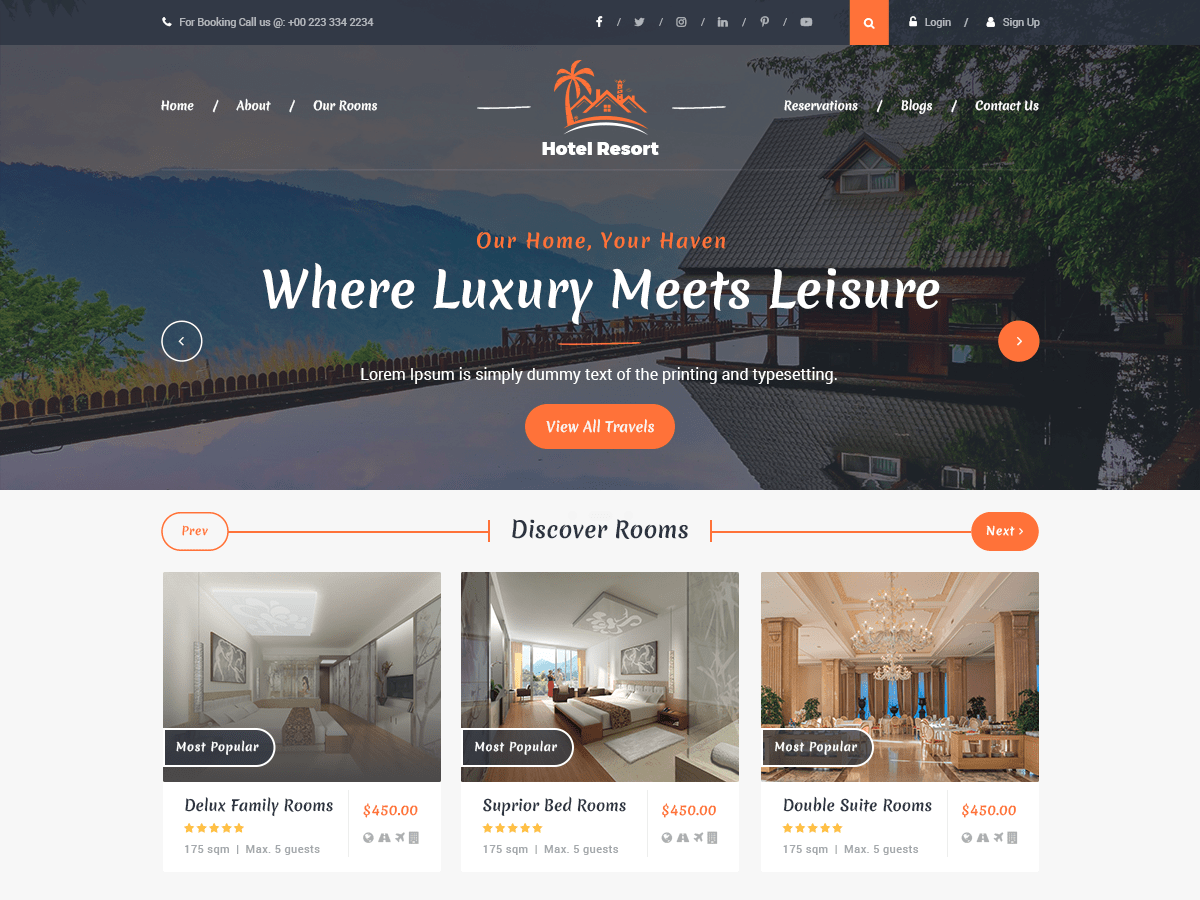 For Booking Call us @: +00 223 334 2234
/ / / / /
Login / Sign Up
Home / About / Our Rooms
Hotel Resort
Reservations / Blogs / Contact Us
Our Home, Your Haven
Where Luxury Meets Leisure
Lorem Ipsum is simply dummy text of the printing and typesetting.
View All Travels
Prev
Discover Rooms
Next ›
Most Popular
Most Popular
Most Popular
Delux Family Rooms
$450.00
175 sqm | Max. 5 guests
Suprior Bed Rooms
$450.00
175 sqm | Max. 5 guests
Double Suite Rooms
$450.00
175 sqm | Max. 5 guests